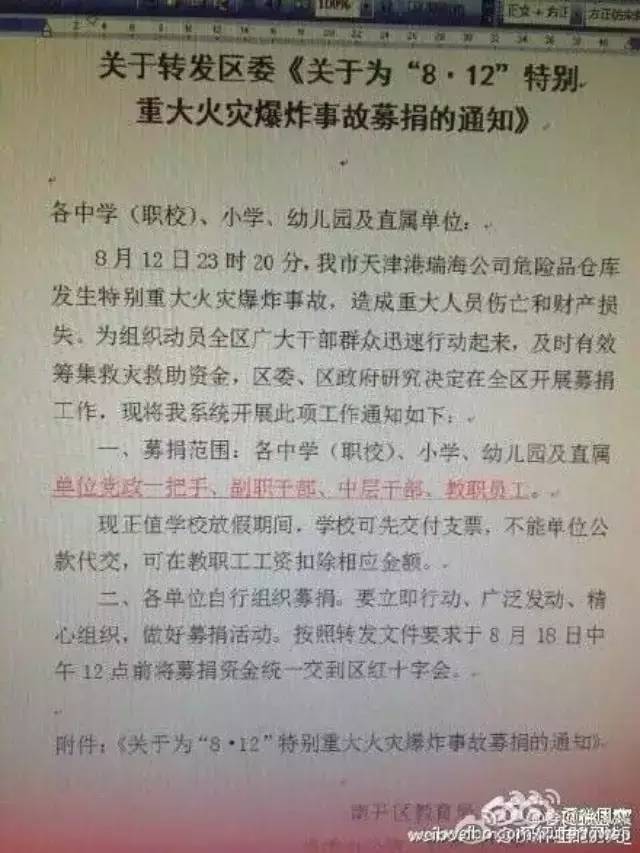 100%
正文 + 方正
方正仿宋
关于转发区委《关于为“8·12”特别
重大火灾爆炸事故募捐的通知》
各中学（职校）、小学、幼儿园及直属单位：
8月12日23时20分，我市天津港瑞海公司危险品仓库
发生特别重大火灾爆炸事故，造成重大人员伤亡和财产损
失。为组织动员全区广大干部群众迅速行动起来，及时有效
筹集救灾救助资金，区委、区政府研究决定在全区开展募捐
工作，现将我系统开展此项工作通知如下：
一、募捐范围：各中学（职校）、小学、幼儿园及直属
单位党政一把手、副职干部、中层干部、教职员工。
现正值学校放假期间，学校可先交付支票，不能单位公
款代交，可在教职工工资扣除相应金额。
二、各单位自行组织募捐。要立即行动、广泛发动、精
心组织，做好募捐活动。按照转发文件要求于8月18日中
午12点前将募捐资金统一交到区红十字会。
附件：《关于为“8·12”特别重大火灾爆炸事故募捐的通知》
南开区教育局